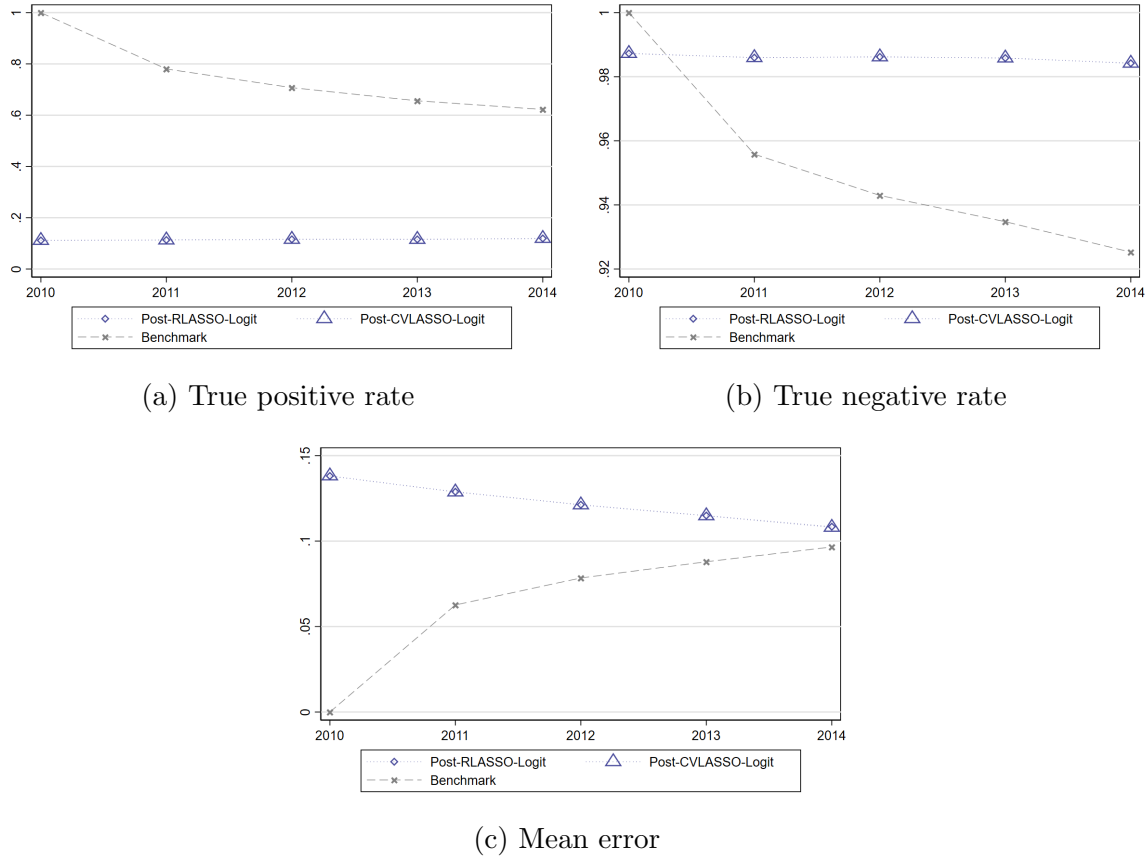 1
.8
.6
.4
.2
0
2010 2011 2012 2013 2014
Post-RLASSO-Logit Post-CVLASSO-Logit
Benchmark
(a) True positive rate
1
.98
.96
.94
.92
2010 2011 2012 2013 2014
Post-RLASSO-Logit Post-CVLASSO-Logit
Benchmark
(b) True negative rate
.15
.1
.05
0
2010 2011 2012 2013 2014
Post-RLASSO-Logit Post-CVLASSO-Logit
Benchmark
(c) Mean error